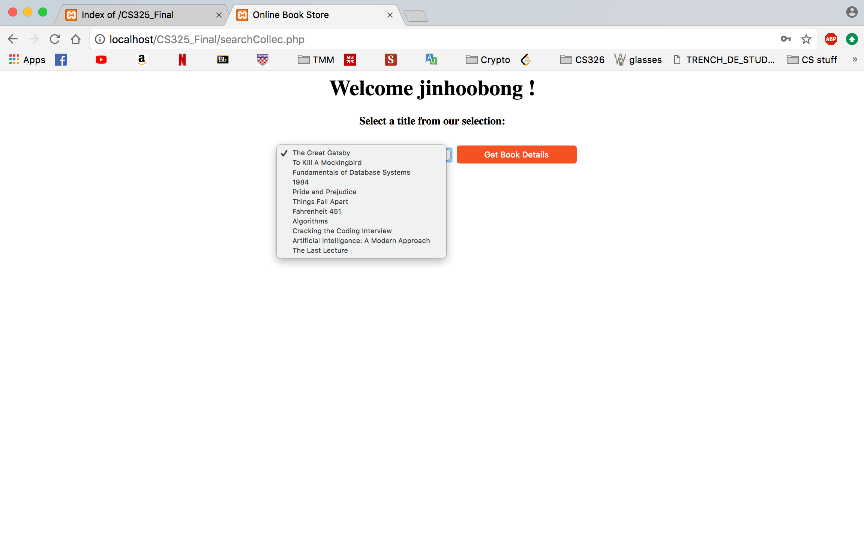 Index of /CS325_Final
Online Book Store
localhost/CS325_Final/searchCollec.php
ABP
Apps TMM S Crypto CS326 glasses TRENCH_DE_STUD... CS stuff »
Welcome jinhoobong !
Select a title from our selection:
The Great Gatsby
Get Book Details
To Kill A Mockingbird
Fundamentals of Database Systems
1984
Pride and Prejudice
Things Fall Apart
Fahrenheit 451
Algorithms
Cracking the Coding Interview
Artificial Intelligence: A Modern Approach
The Last Lecture